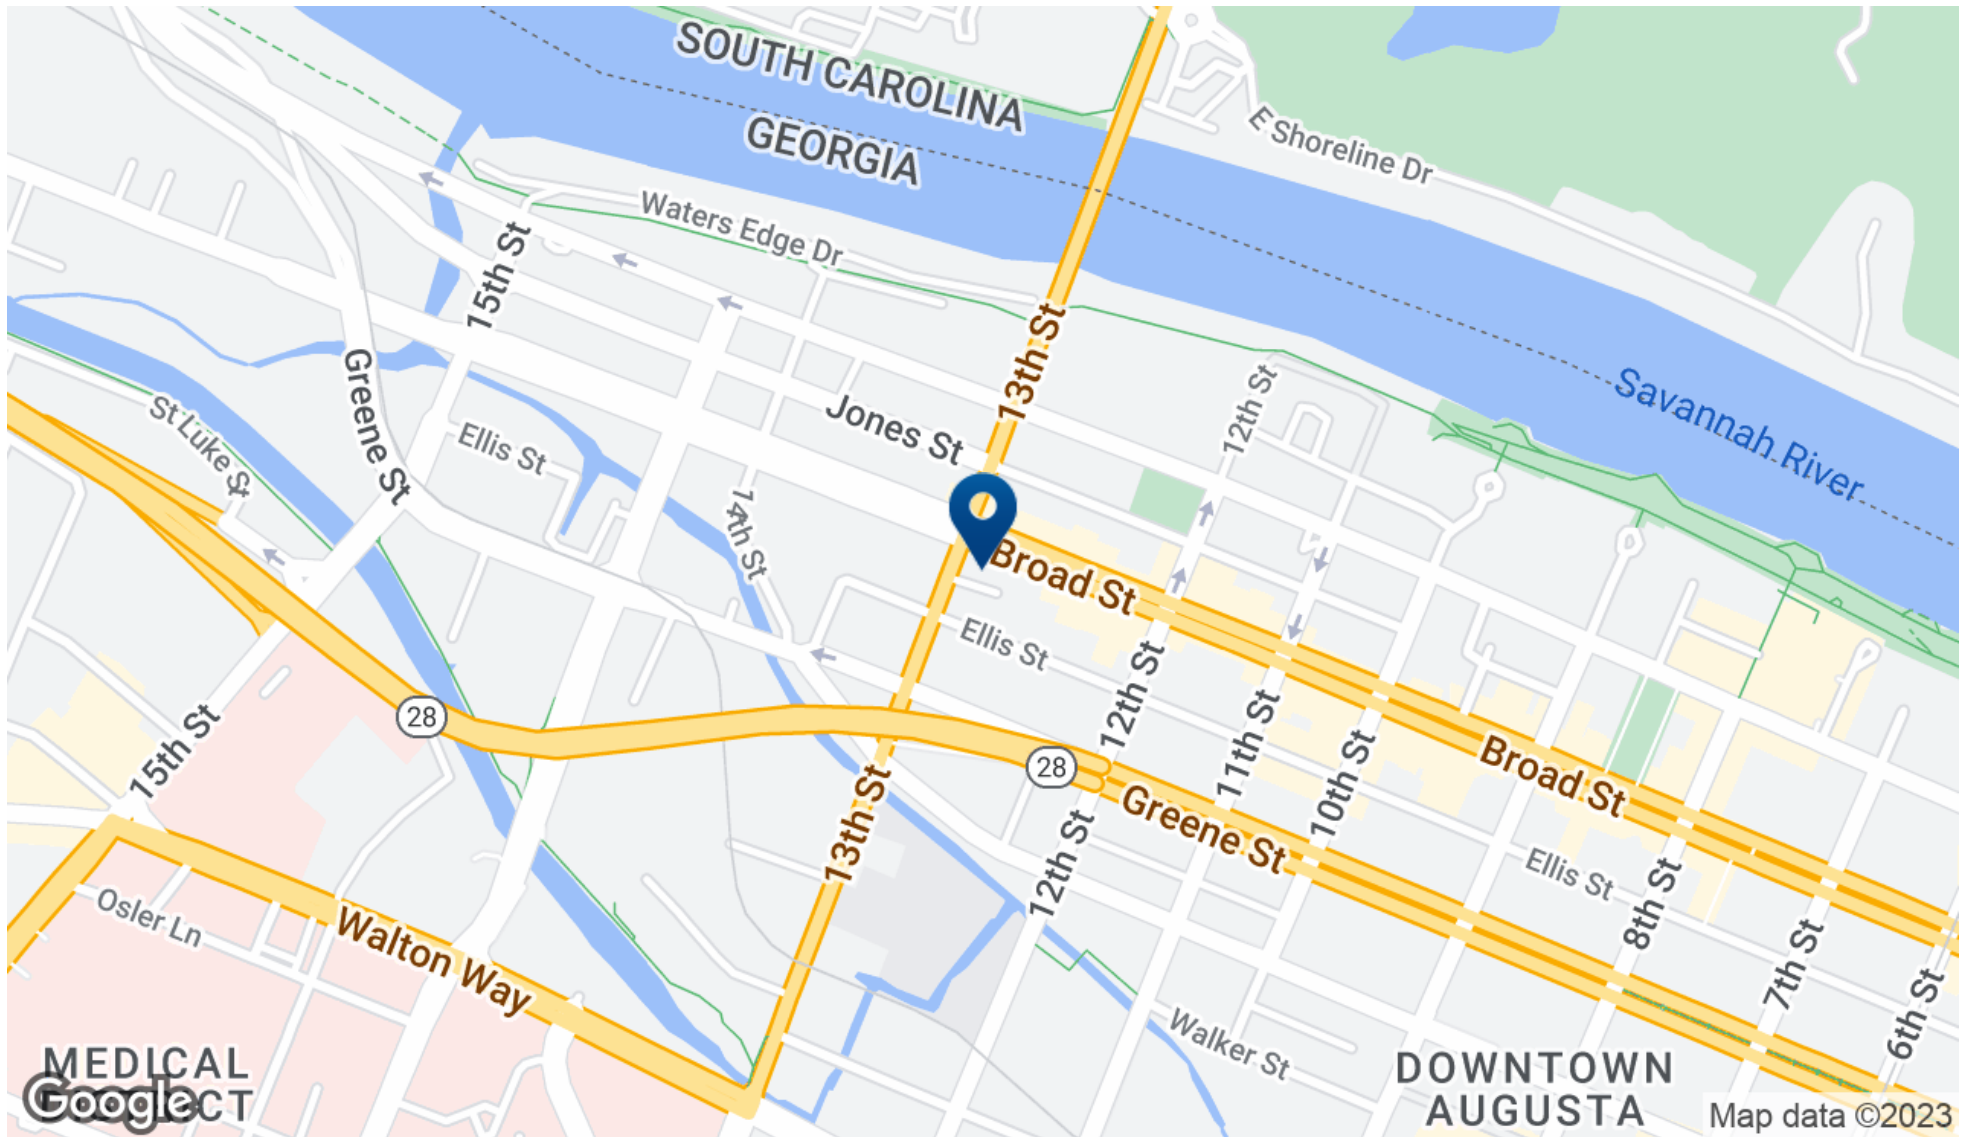 SOUTH CAROLINA
GEORGIA
E Shoreline Dr
Waters Edge Dr
15th St
13th St
Savannah River
Greene St
St Luke St
Ellis St
Jones St
12th St
14th St
Broad St
Ellis St
12th St
11th St
10th St
28
15th St
28
13th St
Greene St
Broad St
12th St
Ellis St
8th St
Osler Ln
Walton Way
7th St
6th St
Walker St
MEDICAL
DISTRICT
Google
DOWNTOWN
AUGUSTA
Map data ©2023